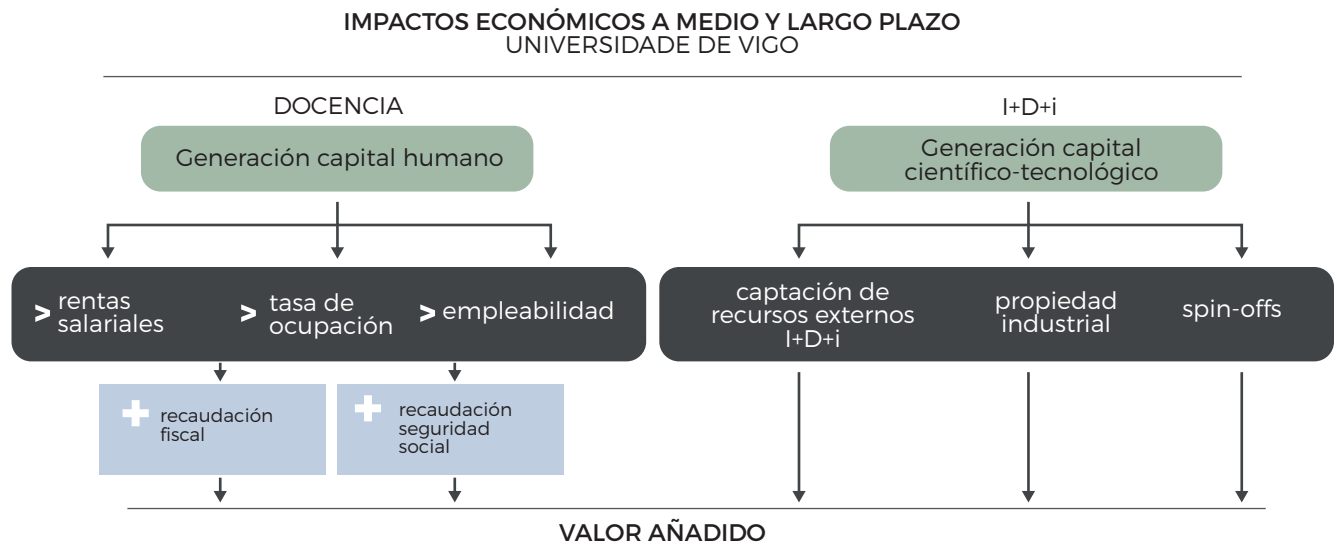 IMPACTOS ECONÓMICOS A MEDIO Y LARGO PLAZO
UNIVERSIDADE DE VIGO
DOCENCIA
Generación capital humano
> rentas
salariales
> tasa de
ocupación
> empleabilidad
+ recaudación
fiscal
+ recaudación
seguridad
social
I+D+i
Generación capital
científico-tecnológico
captación de
recursos externos
I+D+i
propiedad
industrial
spin-offs
VALOR AÑADIDO